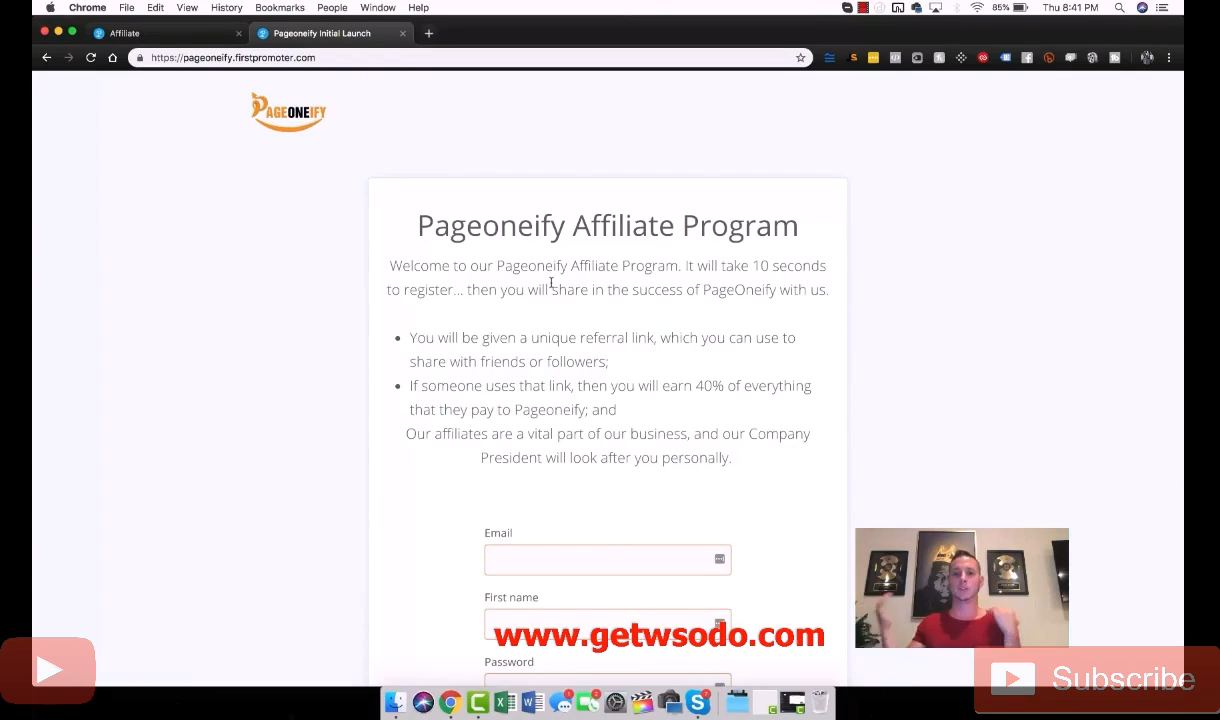 Chrome File Edit View History Bookmarks People Window Help 85% Thu 8:41 PM
Affiliate Pageoneify Initial Launch
https://pageoneify.firstpromoter.com
PAGEONEIFY
Pageoneify Affiliate Program
Welcome to our Pageoneify Affiliate Program. It will take 10 seconds
to register... then you will share in the success of PageOneify with us.
You will be given a unique referral link, which you can use to
share with friends or followers;
If someone uses that link, then you will earn 40% of everything
that they pay to Pageoneify; and
Our affiliates are a vital part of our business, and our Company
President will look after you personally.
Email
First name
www.getwsodo.com
Password
Subscribe